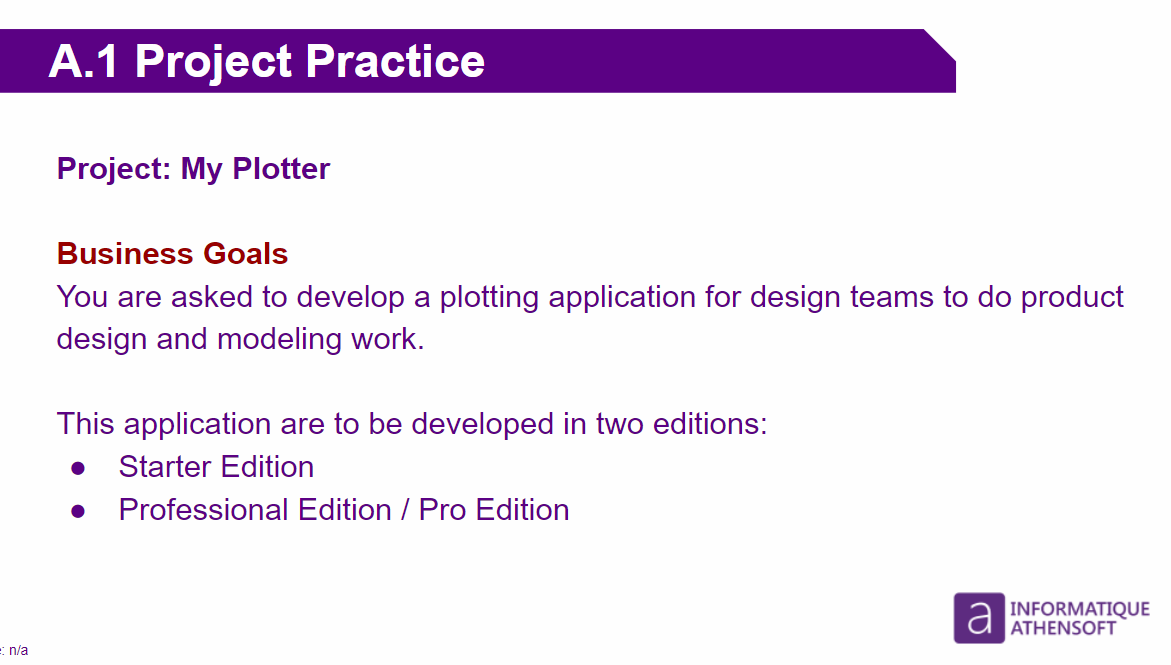 A.1 Project Practice
Project: My Plotter
Business Goals
You are asked to develop a plotting application for design teams to do product
design and modeling work.
This application are to be developed in two editions:
● Starter Edition
● Professional Edition / Pro Edition
a INFORMATIQUE
ATHENSOFT
: n/a